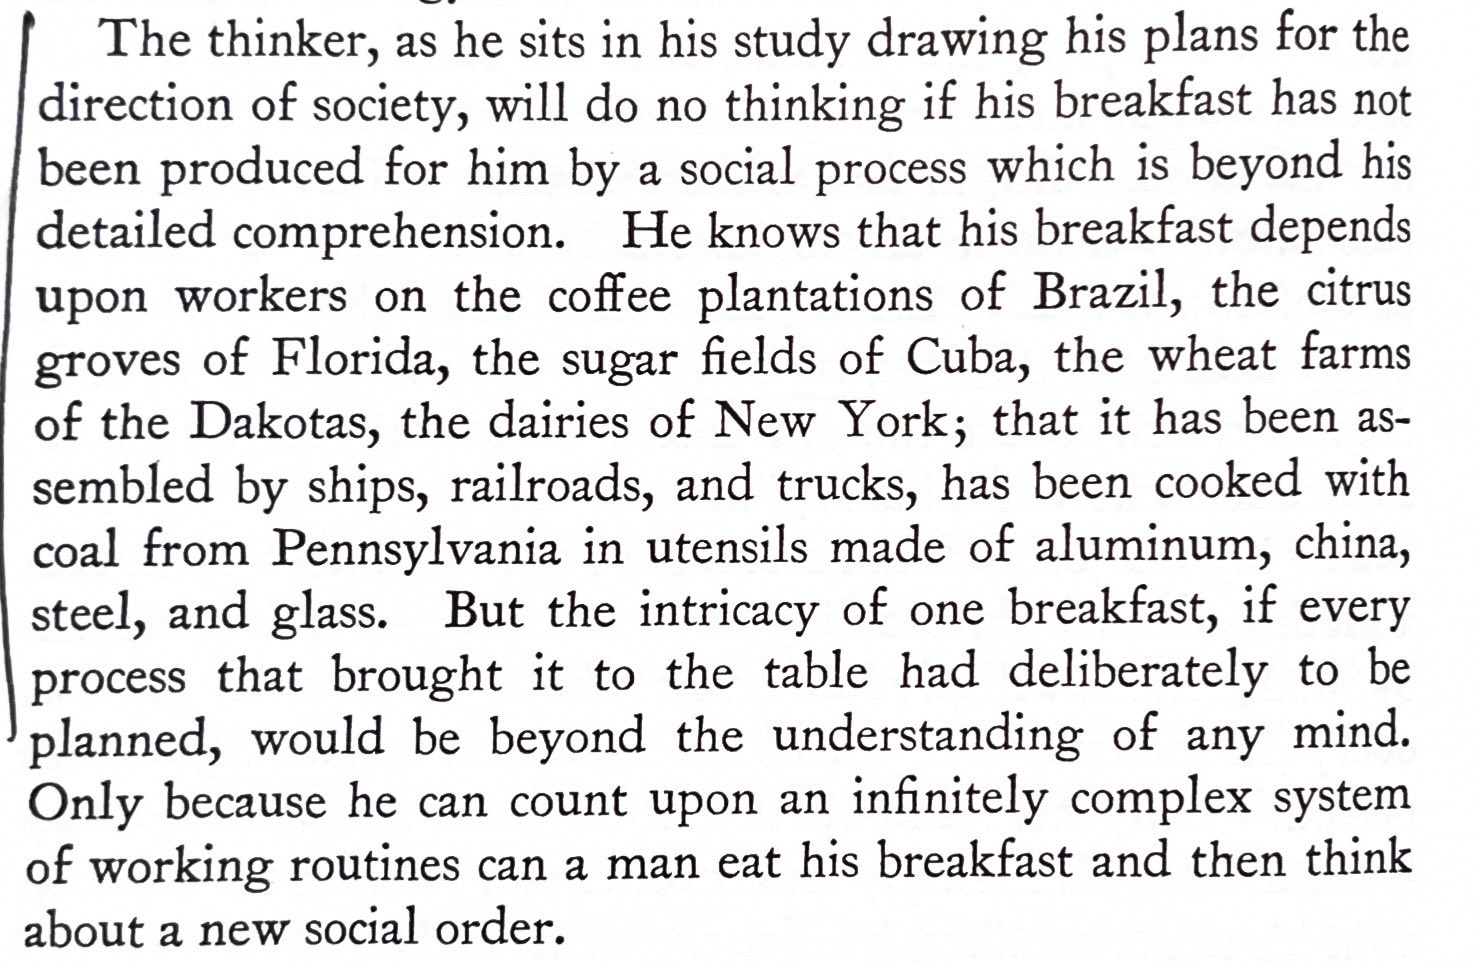 The thinker, as he sits in his study drawing his plans for the
direction of society, will do no thinking if his breakfast has not
been produced for him by a social process which is beyond his
detailed comprehension. He knows that his breakfast depends
upon workers on the coffee plantations of Brazil, the citrus
groves of Florida, the sugar fields of Cuba, the wheat farms
of the Dakotas, the dairies of New York; that it has been as-
sembled by ships, railroads, and trucks, has been cooked with
coal from Pennsylvania in utensils made of aluminum, china,
steel, and glass. But the intricacy of one breakfast, if every
process that brought it to the table had deliberately to be
planned, would be beyond the understanding of any mind.
Only because he can count upon an infinitely complex system
of working routines can a man eat his breakfast and then think
about a new social order.